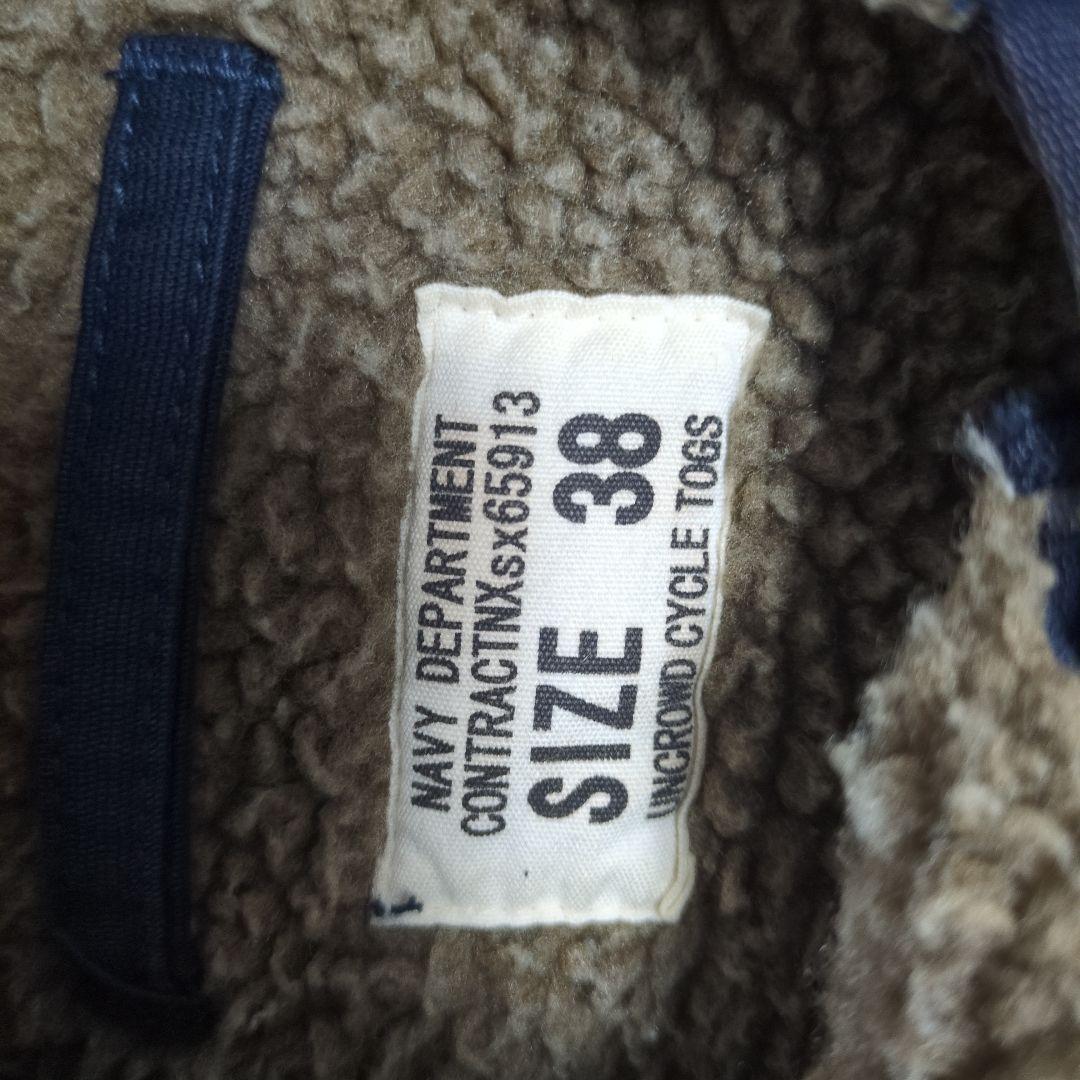 NAVY DEPARTMENT
CONTRACTNXsx65913
SIZE 38
UNCROWD CYCLE TOGS